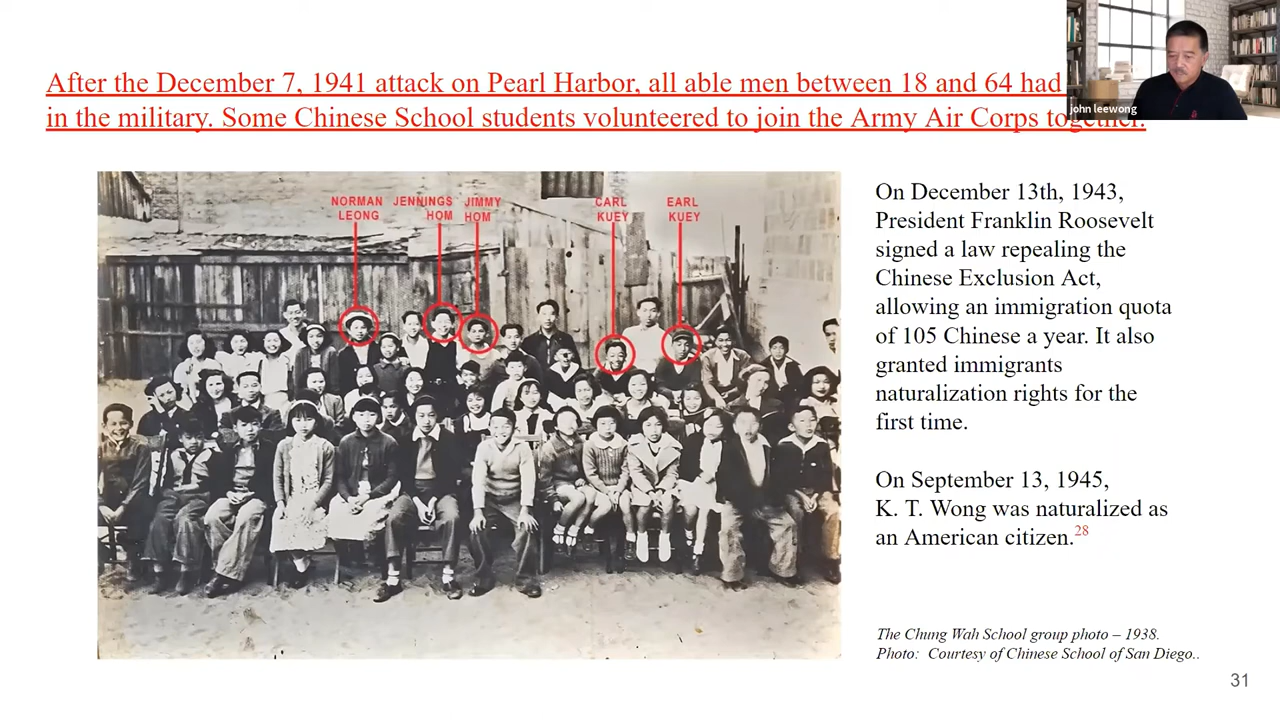 After the December 7, 1941 attack on Pearl Harbor, all able men between 18 and 64 had
in the military. Some Chinese School students volunteered to join the Army Air Corps together.
john leewong
NORMAN LEONG
JENNINGS HOM
JIMMY HOM
CARL KUEY
EARL KUEY
On December 13th, 1943,
President Franklin Roosevelt
signed a law repealing the
Chinese Exclusion Act,
allowing an immigration quota
of 105 Chinese a year. It also
granted immigrants
naturalization rights for the
first time.
On September 13, 1945,
K. T. Wong was naturalized as
an American citizen.28
The Chung Wah School group photo – 1938.
Photo: Courtesy of Chinese School of San Diego..
31